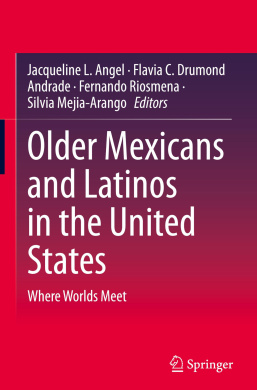 Jacqueline L. Angel · Flavia C. Drumond
Andrade · Fernando Riosmena ·
Silvia Mejia-Arango Editors
Older Mexicans
and Latinos
in the United
States
Where Worlds Meet
Springer